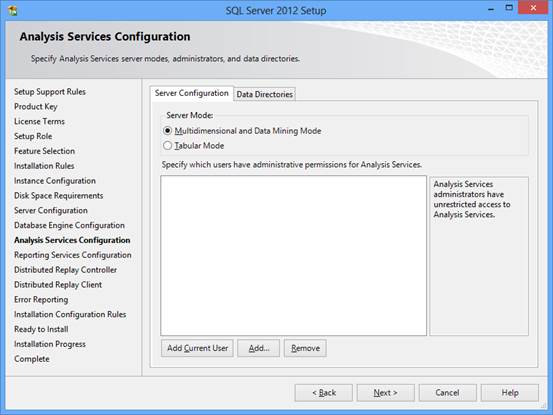 SQL Server 2012 Setup
Analysis Services Configuration
Specify Analysis Services server modes, administrators, and data directories.
Setup Support Rules
Product Key
License Terms
Setup Role
Feature Selection
Installation Rules
Instance Configuration
Disk Space Requirements
Server Configuration
Database Engine Configuration
Analysis Services Configuration
Reporting Services Configuration
Distributed Replay Controller
Distributed Replay Client
Error Reporting
Installation Configuration Rules
Ready to Install
Installation Progress
Complete
Server Configuration Data Directories
Server Mode:
Multidimensional and Data Mining Mode
Tabular Mode
Specify which users have administrative permissions for Analysis Services.
Analysis Services
administrators have
unrestricted access to
Analysis Services.
Add Current User Add... Remove
< Back Next > Cancel Help